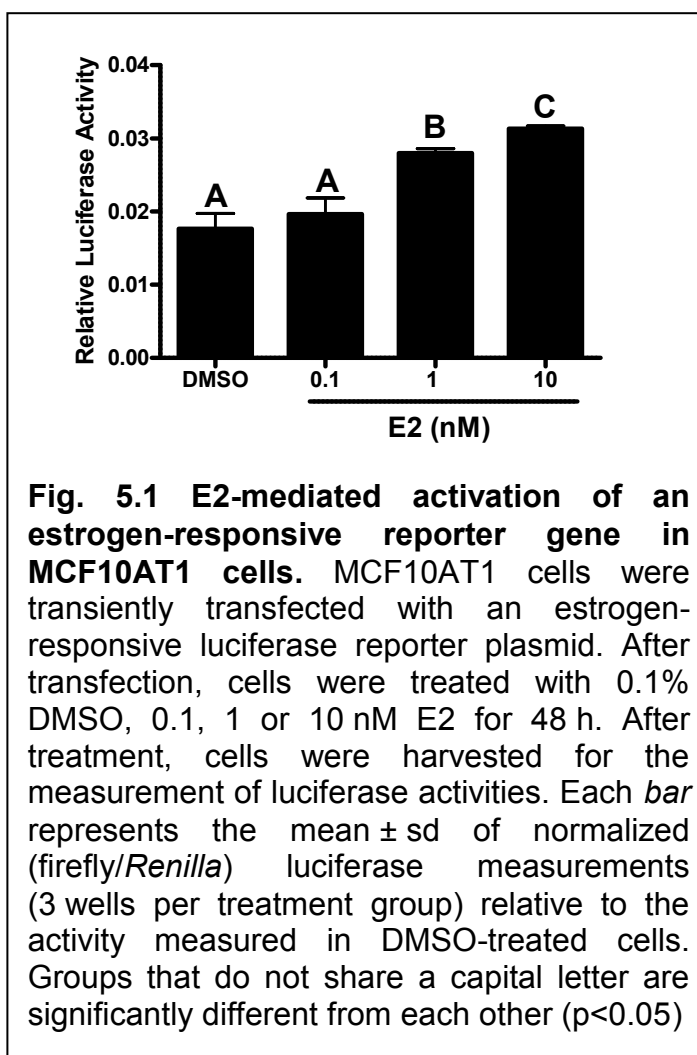 0.04
0.03
0.02
0.01
0.00
Relative Luciferase Activity
A
A
B
C
DMSO
0.1
1
10
E2 (nM)
Fig. 5.1 E2-mediated activation of an
estrogen-responsive reporter gene in
MCF10AT1 cells. MCF10AT1 cells were
transiently transfected with an estrogen-
responsive luciferase reporter plasmid. After
transfection, cells were treated with 0.1%
DMSO, 0.1, 1 or 10 nM E2 for 48 h. After
treatment, cells were harvested for the
measurement of luciferase activities. Each bar
represents the mean ± sd of normalized
(firefly/Renilla) luciferase measurements
(3 wells per treatment group) relative to the
activity measured in DMSO-treated cells.
Groups that do not share a capital letter are
significantly different from each other (p<0.05)